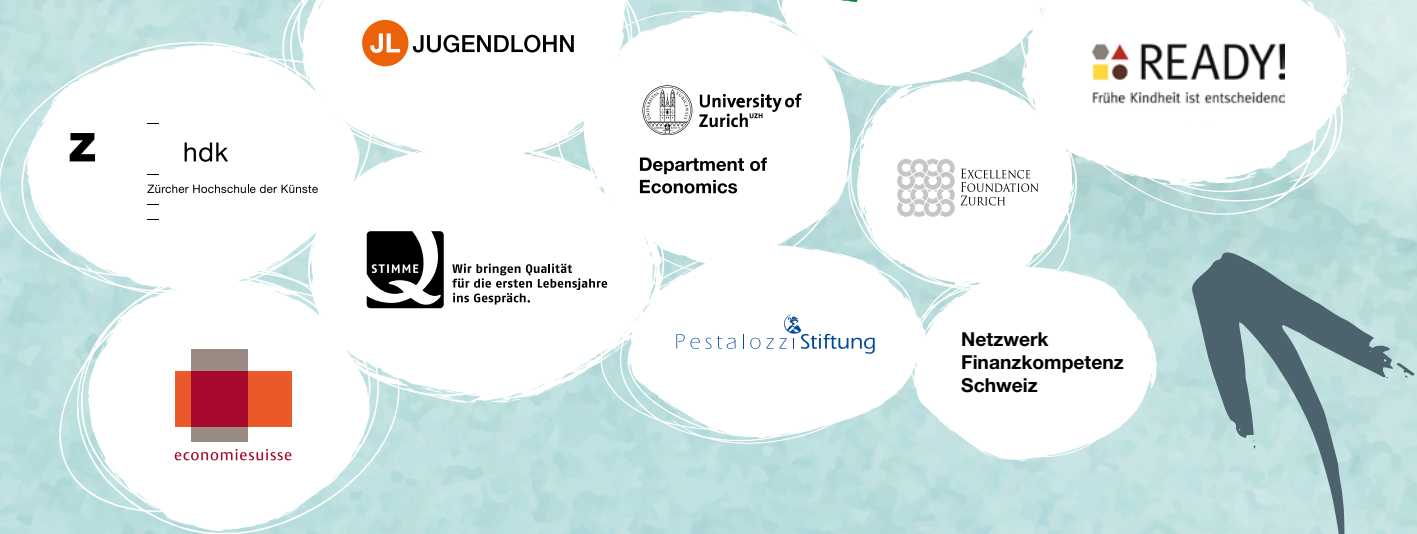 JL JUGENDLOHN
READY!
Frühe Kindheit ist entscheidend
University of
Zurich UZH
Department of
Economics
Z hdk
Zürcher Hochschule der Künste
EXCELLENCE
FOUNDATION
ZURICH
STIMME Q
Wir bringen Qualität
für die ersten Lebensjahre
ins Gespräch.
Pestalozzi Stiftung
Netzwerk
Finanzkompetenz
Schweiz
economiesuisse